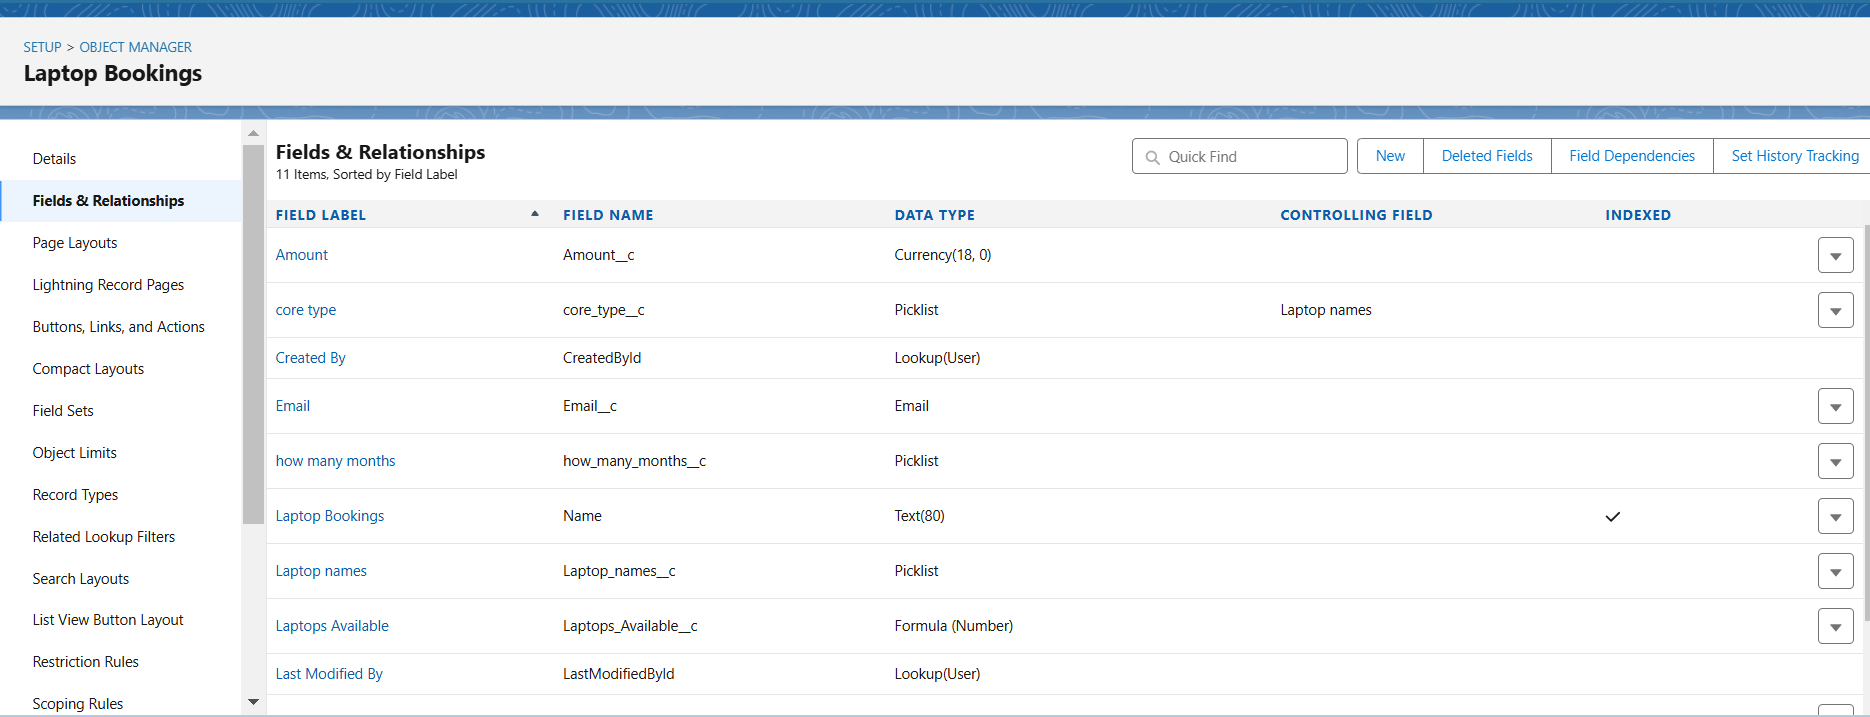 SETUP > OBJECT MANAGER
Laptop Bookings
Details
Fields & Relationships
Page Layouts
Lightning Record Pages
Buttons, Links, and Actions
Compact Layouts
Field Sets
Object Limits
Record Types
Related Lookup Filters
Search Layouts
List View Button Layout
Restriction Rules
Scoping Rules
Fields & Relationships
11 Items, Sorted by Field Label
Quick Find
New
Deleted Fields
Field Dependencies
Set History Tracking
FIELD LABEL FIELD NAME DATA TYPE CONTROLLING FIELD INDEXED
Amount Amount__c Currency(18, 0)
core type core_type__c Picklist Laptop names
Created By CreatedById Lookup(User)
Email Email__c Email
how many months how_many_months__c Picklist
Laptop Bookings Name Text(80)
Laptop names Laptop_names__c Picklist
Laptops Available Laptops_Available__c Formula (Number)
Last Modified By LastModifiedById Lookup(User)